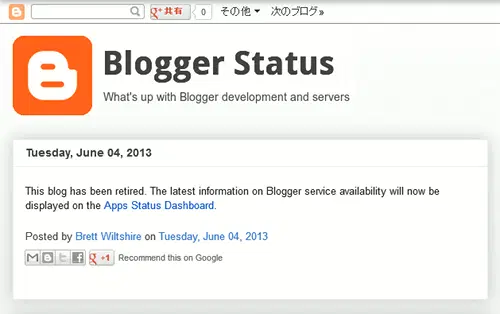 共有 0 その他 次のブログ»
Blogger Status
What's up with Blogger development and servers
Tuesday, June 04, 2013
This blog has been retired. The latest information on Blogger service availability will now be
displayed on the Apps Status Dashboard.
Posted by Brett Wiltshire on Tuesday, June 04, 2013
+1 Recommend this on Google